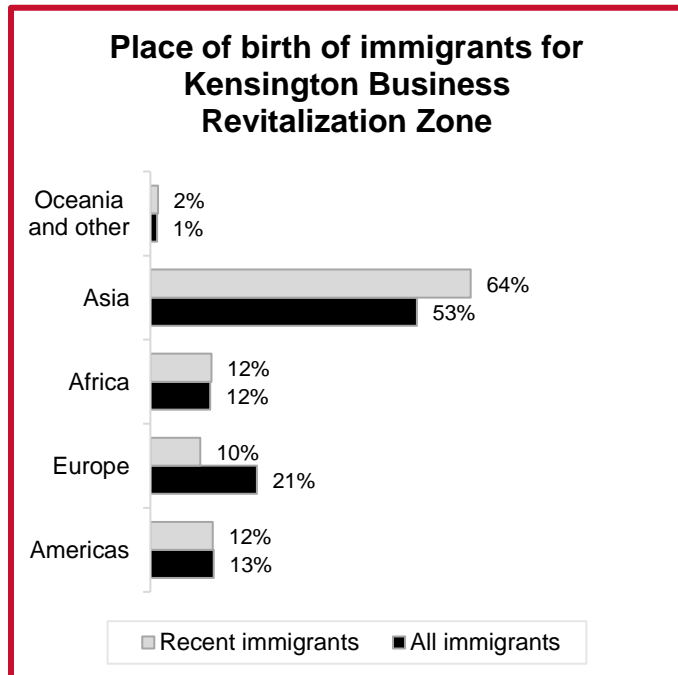 Place of birth of immigrants for
Kensington Business
Revitalization Zone
Oceania
and other
2%
1%
Asia
64%
53%
Africa
12%
12%
Europe
10%
21%
Americas
12%
13%
Recent immigrants
All immigrants